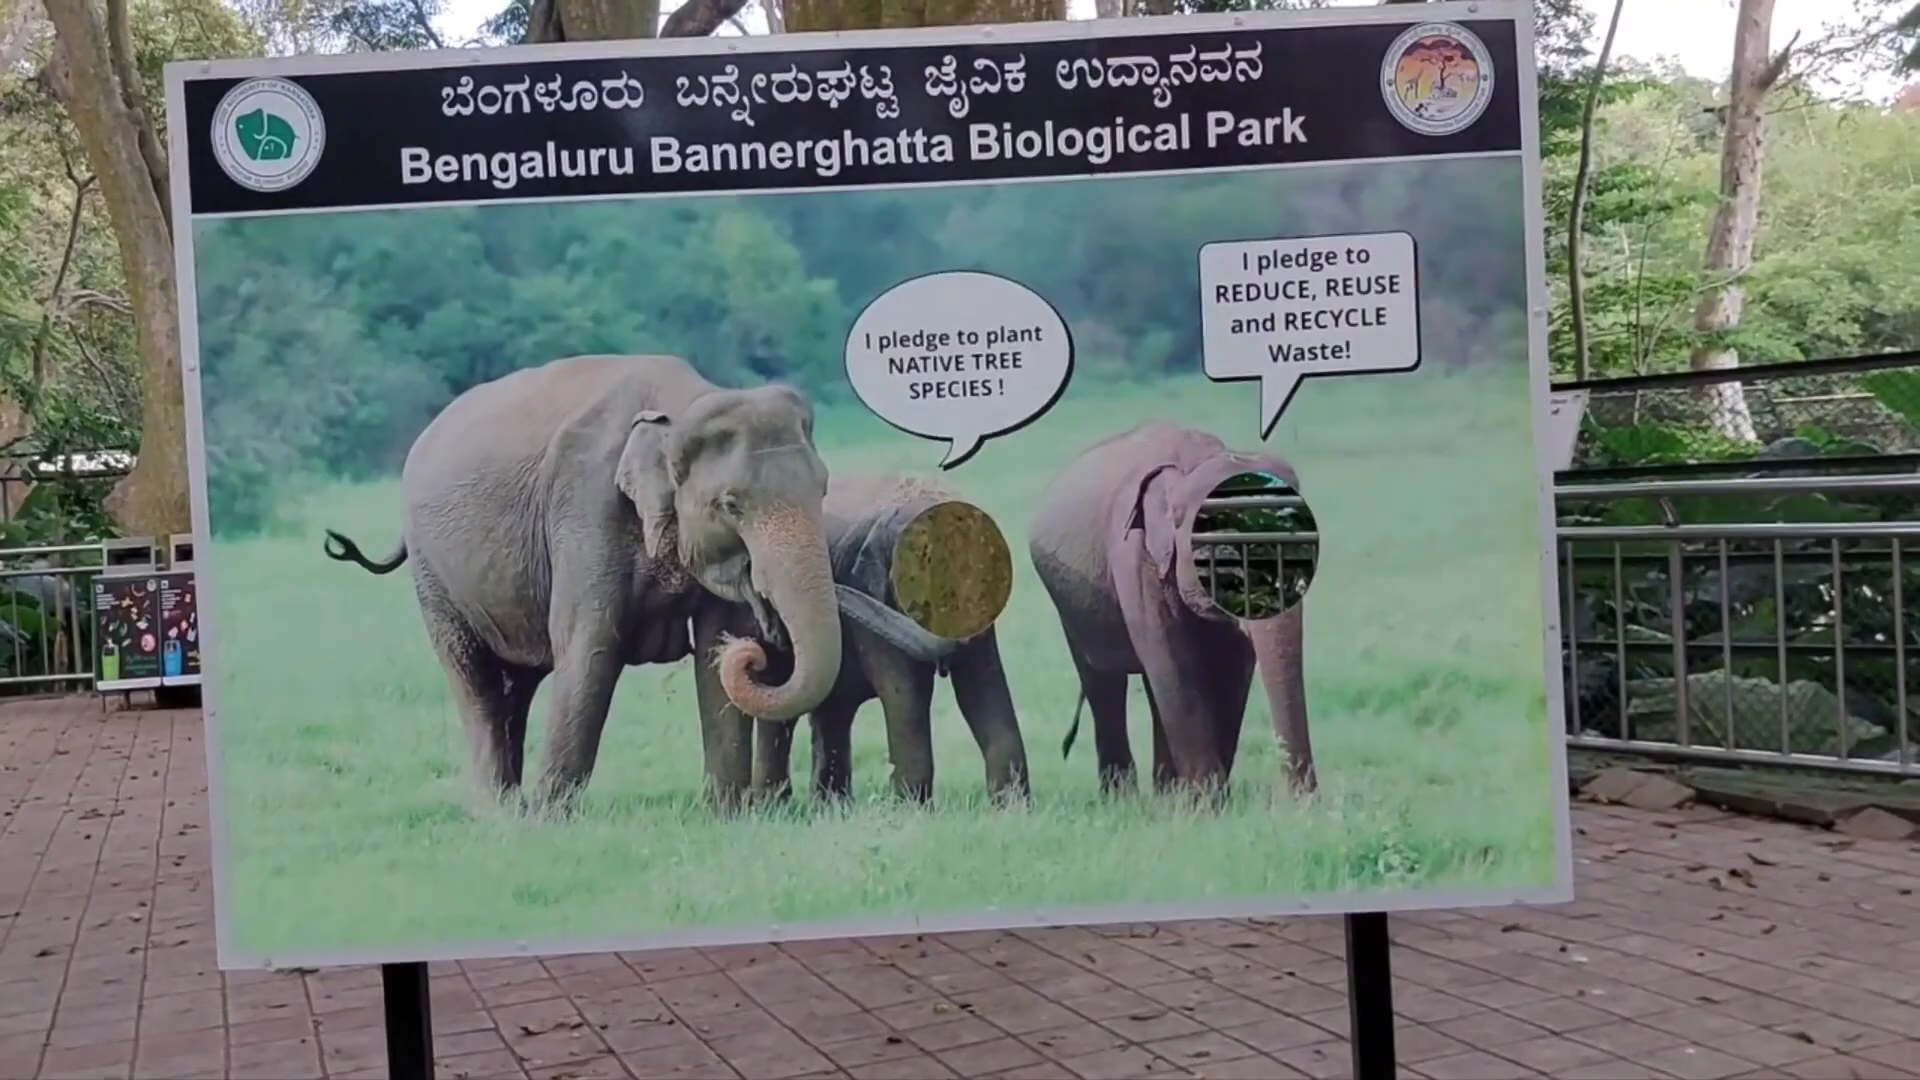 ಬೆಂಗಳೂರು ಬನ್ನೇರುಘಟ್ಟ ಜೈವಿಕ ಉದ್ಯಾನವನ
Bengaluru Bannerghatta Biological Park
I pledge to plant
NATIVE TREE
SPECIES !
I pledge to
REDUCE, REUSE
and RECYCLE
Waste!